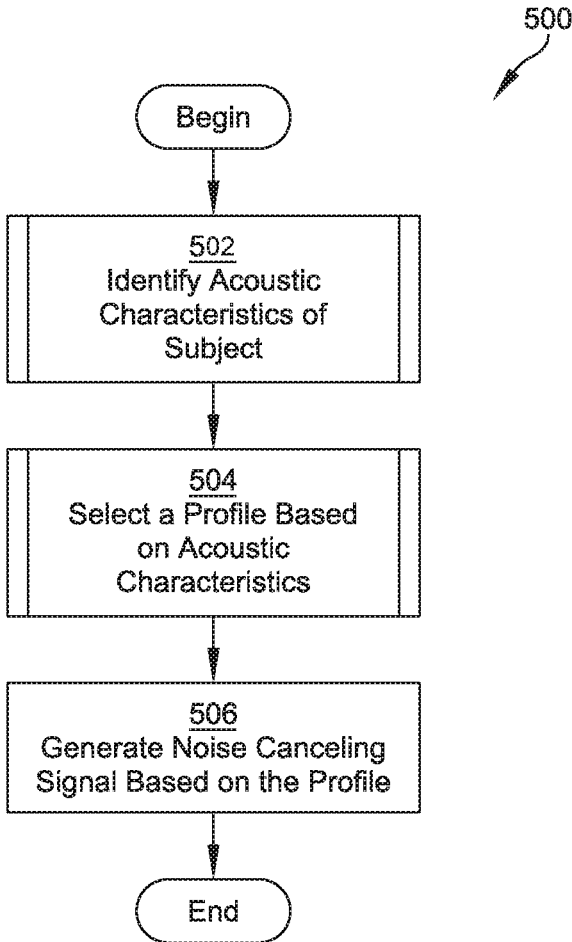 500
Begin
502
Identify Acoustic
Characteristics of
Subject
504
Select a Profile Based
on Acoustic
Characteristics
506
Generate Noise Canceling
Signal Based on the Profile
End